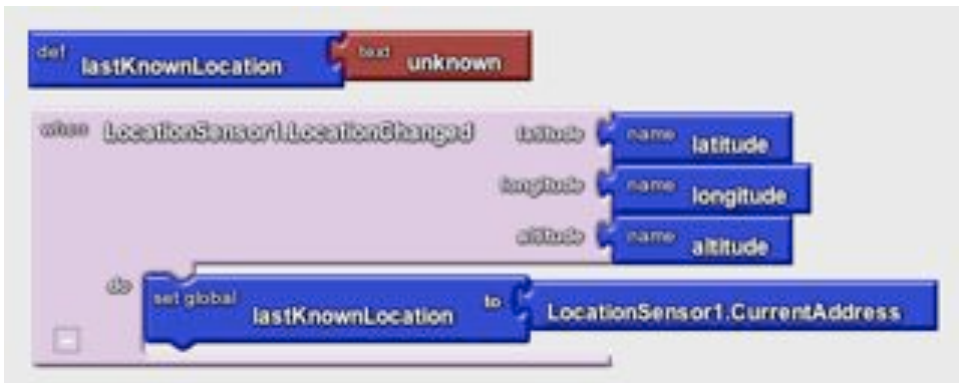 def lastKnownLocation text unknown
when LocationSensor1.LocationChanged latitude name latitude
longitude name longitude
altitude name altitude
do set global lastKnownLocation to LocationSensor1.CurrentAddress